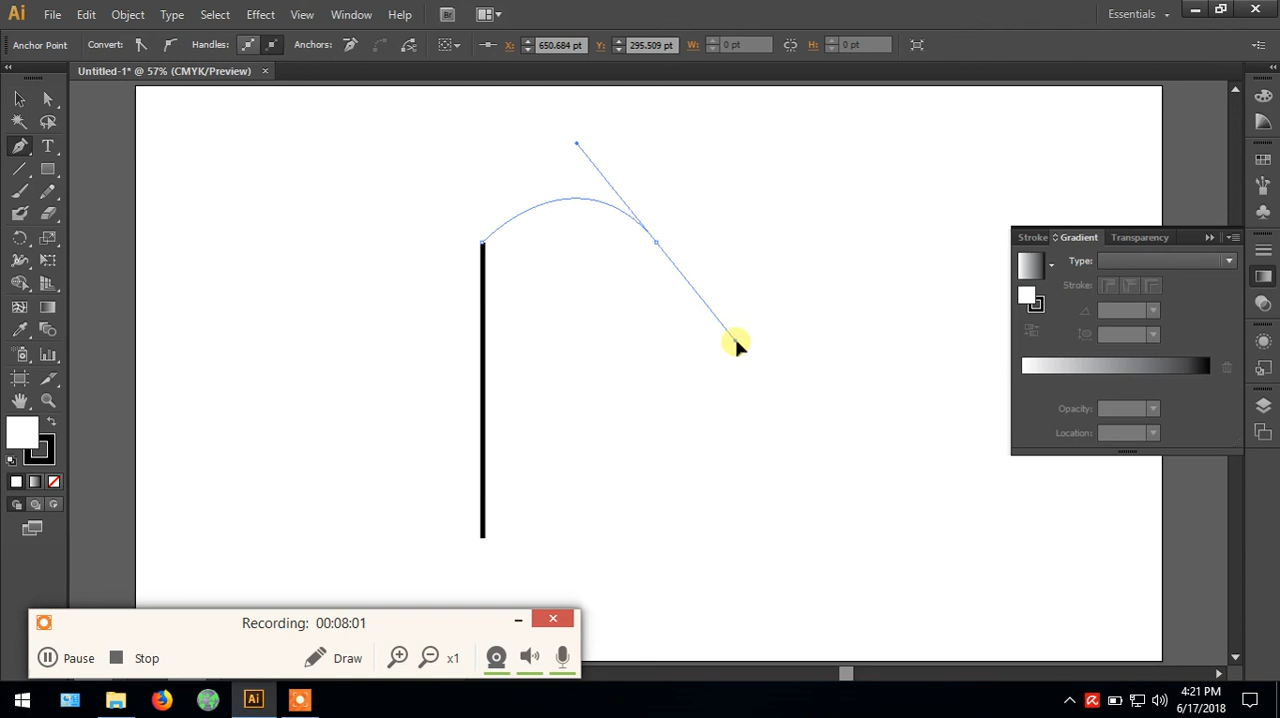 Ai File Edit Object Type Select Effect View Window Help Br Essentials
Anchor Point Convert: Handles: Anchors: X: 650.684 pt Y: 295.509 pt W: 0 pt H: 0 pt
Untitled-1* @ 57% (CMYK/Preview)
T
Stroke Gradient Transparency
Type:
Stroke:
Opacity:
Location:
Recording: 00:08:01
Pause Stop Draw x1
Ai
4:21 PM
6/17/2018